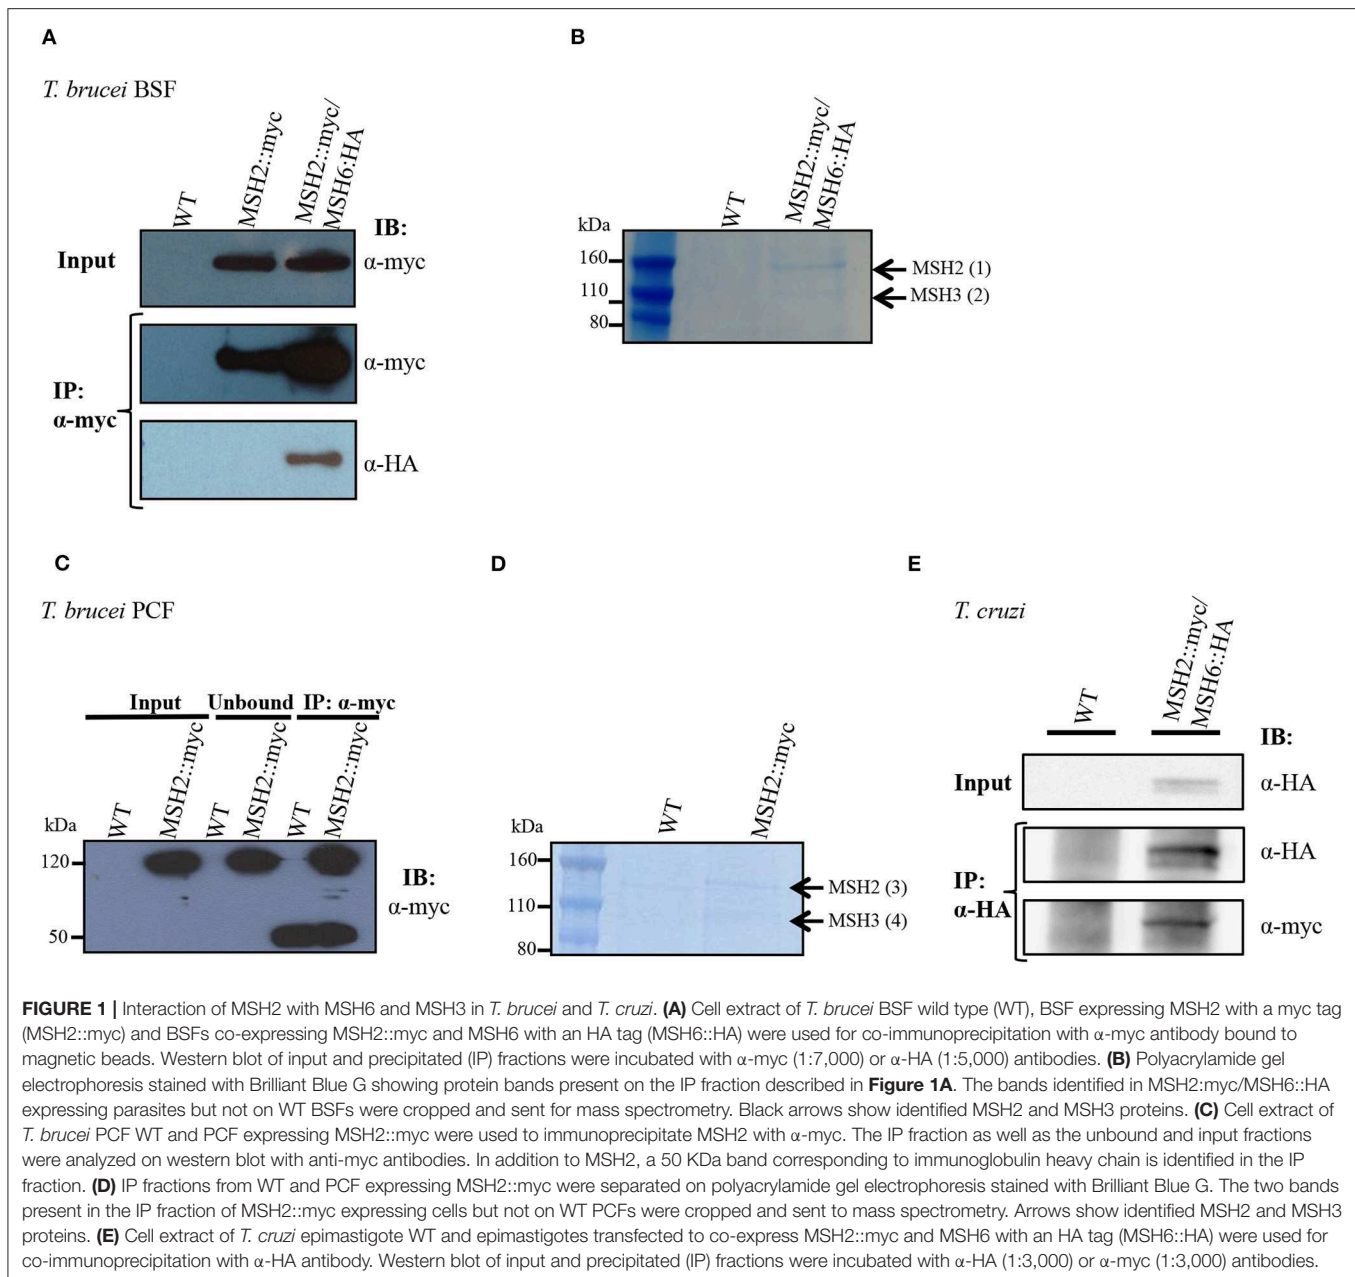 A
T. brucei BSF
WT
MSH2::myc
MSH2::myc/
MSH6:HA
IB:
Input
α-myc
α-myc
IP:
α-myc
α-HA
B
WT
MSH2::myc/
MSH6::HA
kDa
160
110
80
MSH2 (1)
MSH3 (2)
C
T. brucei PCF
Input
Unbound
IP: α-myc
WT
MSH2::myc
WT
MSH2::myc
WT
MSH2::myc
kDa
120
50
IB:
α-myc
D
WT
MSH2::myc
kDa
160
110
80
MSH2 (3)
MSH3 (4)
E
T. cruzi
WT
MSH2::myc/
MSH6::HA
IB:
Input
α-HA
α-HA
IP:
α-HA
α-myc
FIGURE 1 | Interaction of MSH2 with MSH6 and MSH3 in T. brucei and T. cruzi. (A) Cell extract of T. brucei BSF wild type (WT), BSF expressing MSH2 with a myc tag
(MSH2::myc) and BSFs co-expressing MSH2::myc and MSH6 with an HA tag (MSH6::HA) were used for co-immunoprecipitation with α-myc antibody bound to
magnetic beads. Western blot of input and precipitated (IP) fractions were incubated with α-myc (1:7,000) or α-HA (1:5,000) antibodies. (B) Polyacrylamide gel
electrophoresis stained with Brilliant Blue G showing protein bands present on the IP fraction described in Figure 1A. The bands identified in MSH2:myc/MSH6::HA
expressing parasites but not on WT BSFs were cropped and sent for mass spectrometry. Black arrows show identified MSH2 and MSH3 proteins. (C) Cell extract of
T. brucei PCF WT and PCF expressing MSH2::myc were used to immunoprecipitate MSH2 with α-myc. The IP fraction as well as the unbound and input fractions
were analyzed on western blot with anti-myc antibodies. In addition to MSH2, a 50 KDa band corresponding to immunoglobulin heavy chain is identified in the IP
fraction. (D) IP fractions from WT and PCF expressing MSH2::myc were separated on polyacrylamide gel electrophoresis stained with Brilliant Blue G. The two bands
present in the IP fraction of MSH2::myc expressing cells but not on WT PCFs were cropped and sent to mass spectrometry. Arrows show identified MSH2 and MSH3
proteins. (E) Cell extract of T. cruzi epimastigote WT and epimastigotes transfected to co-express MSH2::myc and MSH6 with an HA tag (MSH6::HA) were used for
co-immunoprecipitation with α-HA antibody. Western blot of input and precipitated (IP) fractions were incubated with α-HA (1:3,000) or α-myc (1:3,000) antibodies.